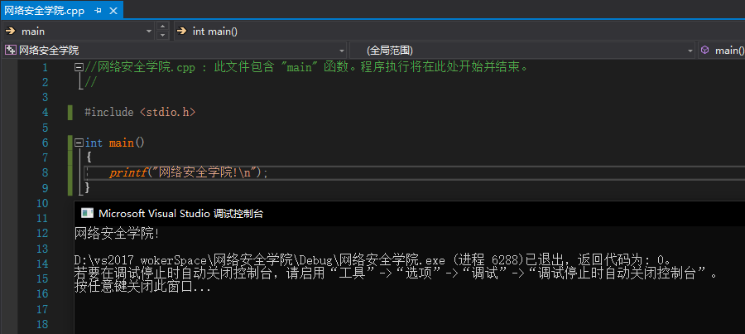 网络安全学院.cpp
main
int main()
网络安全学院
(全局范围)
main()
1 //网络安全学院.cpp : 此文件包含 "main" 函数。程序执行将在此处开始并结束。
2 //
3
4 #include <stdio.h>
5
6 int main()
7 {
8 printf("网络安全学院!\n");
9 }
10
11 Microsoft Visual Studio 调试控制台
12 网络安全学院!
13
14 D:\vs2017 wokerSpace\网络安全学院\Debug\网络安全学院.exe (进程 6288)已退出，返回代码为: 0。
15 若要在调试停止时自动关闭控制台，请启用“工具”->“选项”->“调试”->“调试停止时自动关闭控制台”。
16 按任意键关闭此窗口...
17
18